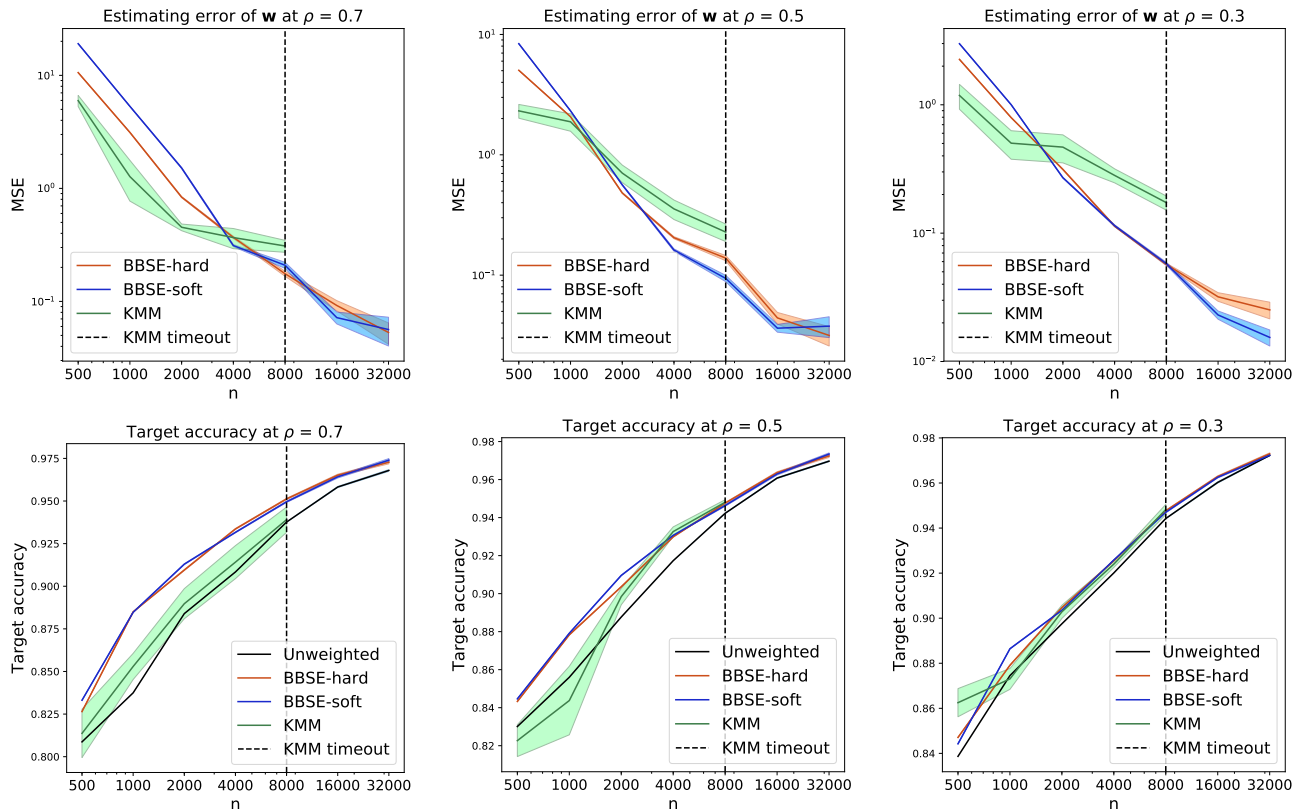 Estimating error of w at ρ = 0.7
MSE
10¹
10⁰
10⁻¹
BBSE-hard
BBSE-soft
KMM
KMM timeout
500 1000 2000 4000 8000 16000 32000
n
Estimating error of w at ρ = 0.5
MSE
10¹
10⁰
10⁻¹
BBSE-hard
BBSE-soft
KMM
KMM timeout
500 1000 2000 4000 8000 16000 32000
n
Estimating error of w at ρ = 0.3
MSE
10⁰
10⁻¹
10⁻²
BBSE-hard
BBSE-soft
KMM
KMM timeout
500 1000 2000 4000 8000 16000 32000
n
Target accuracy at ρ = 0.7
Target accuracy
0.975
0.950
0.925
0.900
0.875
0.850
0.825
0.800
Unweighted
BBSE-hard
BBSE-soft
KMM
KMM timeout
500 1000 2000 4000 8000 16000 32000
n
Target accuracy at ρ = 0.5
Target accuracy
0.98
0.96
0.94
0.92
0.90
0.88
0.86
0.84
0.82
Unweighted
BBSE-hard
BBSE-soft
KMM
KMM timeout
500 1000 2000 4000 8000 16000 32000
n
Target accuracy at ρ = 0.3
Target accuracy
0.98
0.96
0.94
0.92
0.90
0.88
0.86
0.84
Unweighted
BBSE-hard
BBSE-soft
KMM
KMM timeout
500 1000 2000 4000 8000 16000 32000
n